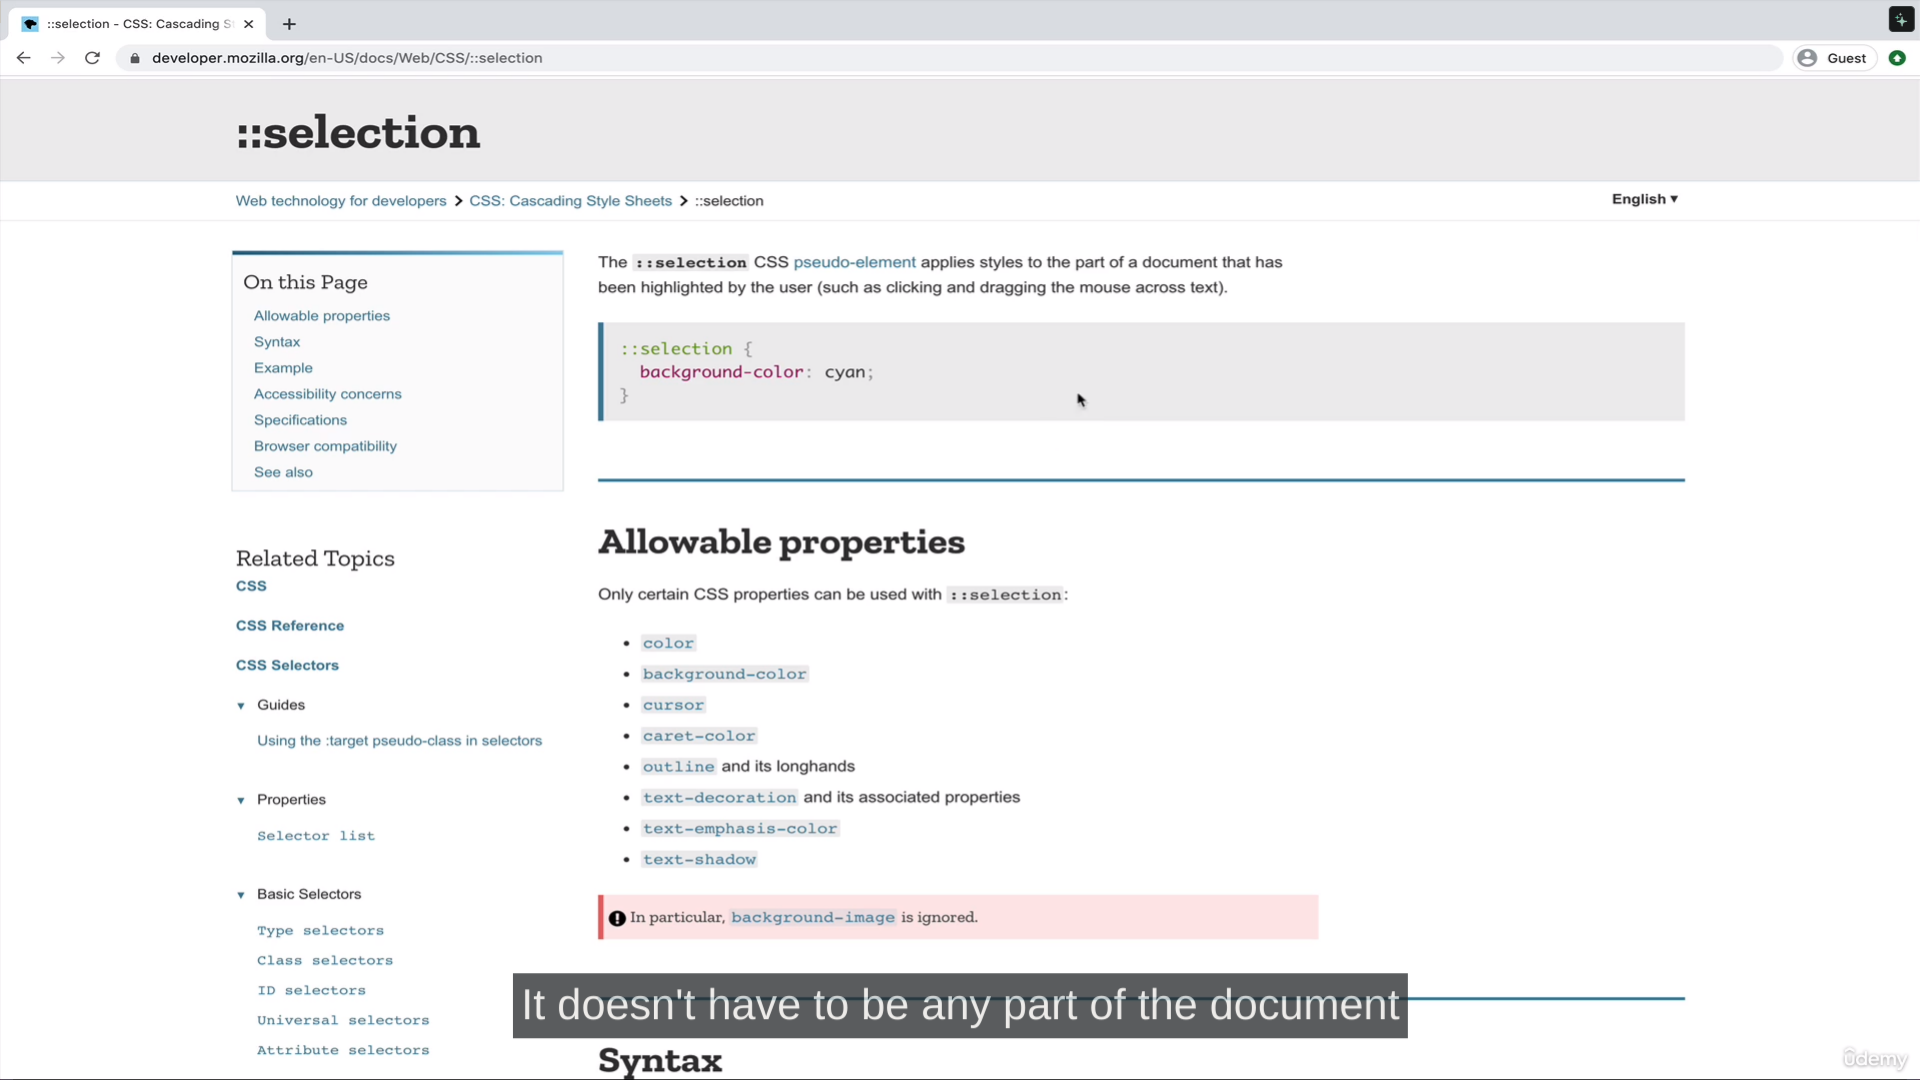 ::selection - CSS: Cascading S
developer.mozilla.org/en-US/docs/Web/CSS/::selection
Guest
::selection
Web technology for developers > CSS: Cascading Style Sheets > ::selection
English ▼
On this Page
Allowable properties
Syntax
Example
Accessibility concerns
Specifications
Browser compatibility
See also
Related Topics
CSS
CSS Reference
CSS Selectors
▼ Guides
Using the :target pseudo-class in selectors
▼ Properties
Selector list
▼ Basic Selectors
Type selectors
Class selectors
ID selectors
Universal selectors
Attribute selectors
The ::selection CSS pseudo-element applies styles to the part of a document that has
been highlighted by the user (such as clicking and dragging the mouse across text).
::selection {
background-color: cyan;
}
Allowable properties
Only certain CSS properties can be used with ::selection:
• color
• background-color
• cursor
• caret-color
• outline and its longhands
• text-decoration and its associated properties
• text-emphasis-color
• text-shadow
In particular, background-image is ignored.
It doesn't have to be any part of the document
Syntax
ûdemy